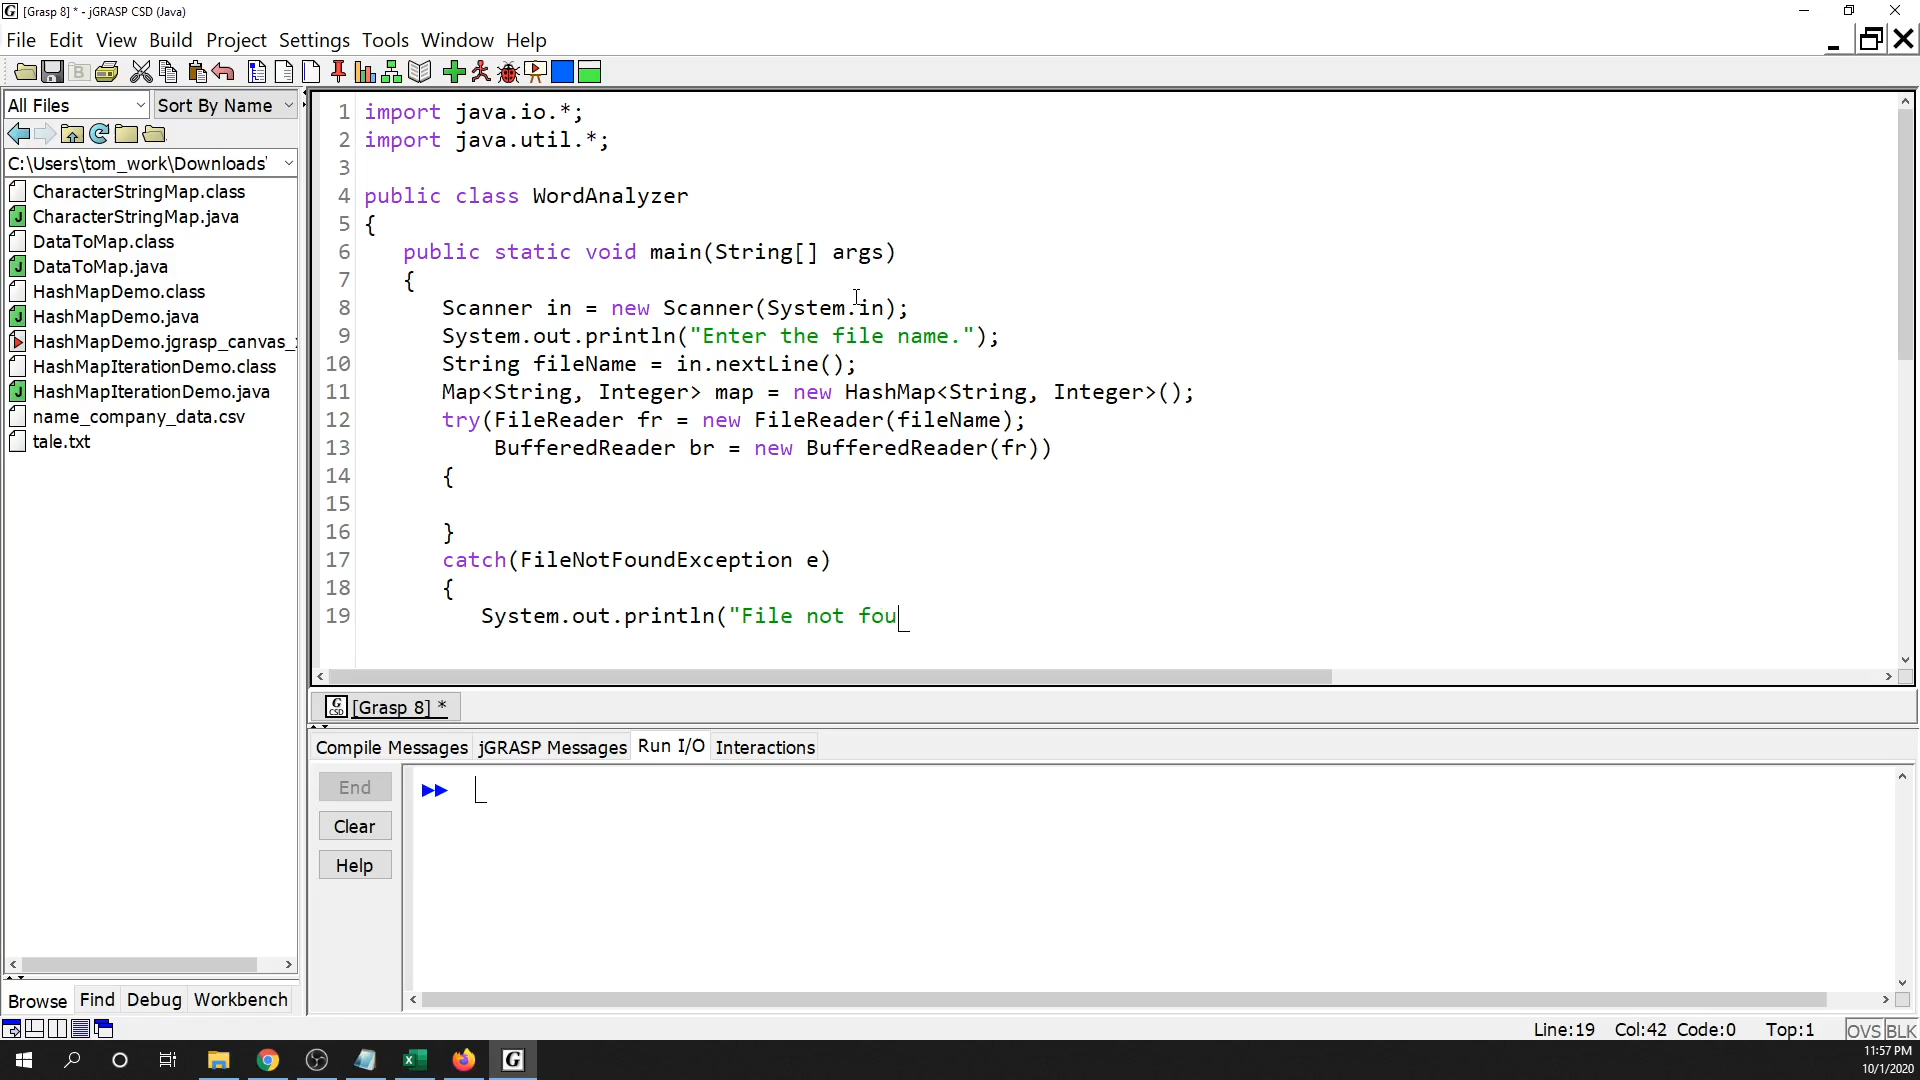 [Grasp 8] * - jGRASP CSD (Java)
File Edit View Build Project Settings Tools Window Help
All Files Sort By Name
C:\Users\tom_work\Downloads'
CharacterStringMap.class
CharacterStringMap.java
DataToMap.class
DataToMap.java
HashMapDemo.class
HashMapDemo.java
HashMapDemo.jgrasp_canvas_
HashMapIterationDemo.class
HashMapIterationDemo.java
name_company_data.csv
tale.txt
Browse Find Debug Workbench
1 import java.io.*;
2 import java.util.*;
3
4 public class WordAnalyzer
5 {
6 public static void main(String[] args)
7 {
8 Scanner in = new Scanner(System.in);
9 System.out.println("Enter the file name.");
10 String fileName = in.nextLine();
11 Map<String, Integer> map = new HashMap<String, Integer>();
12 try(FileReader fr = new FileReader(fileName);
13 BufferedReader br = new BufferedReader(fr))
14 {
15
16 }
17 catch(FileNotFoundException e)
18 {
19 System.out.println("File not fou
[Grasp 8] *
Compile Messages jGRASP Messages Run I/O Interactions
End
Clear
Help
Line:19 Col:42 Code:0 Top:1 OVS BLK
11:57 PM
10/1/2020